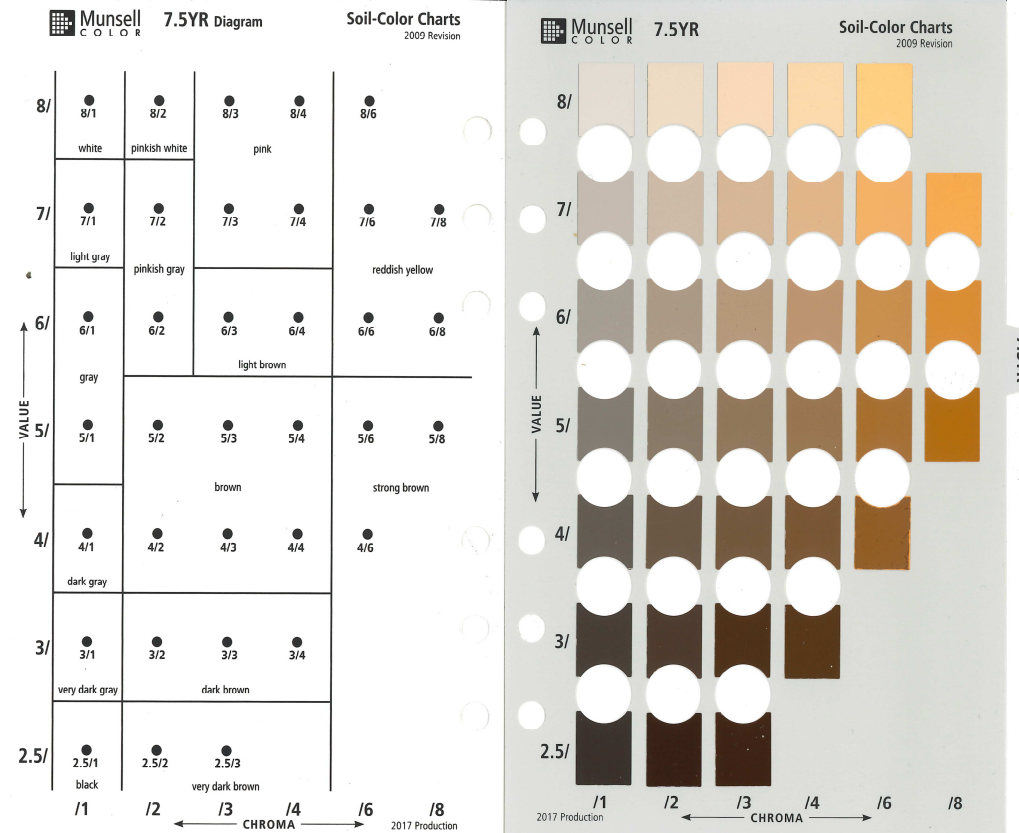 Munsell
COLOR
7.5YR Diagram
Soil-Color Charts
2009 Revision
8/
8/1 8/2 8/3 8/4 8/6
white pinkish white pink
7/
7/1 7/2 7/3 7/4 7/6 7/8
light gray
pinkish gray reddish yellow
6/
6/1 6/2 6/3 6/4 6/6 6/8
light brown
gray
VALUE
5/
5/1 5/2 5/3 5/4 5/6 5/8
brown strong brown
4/
4/1 4/2 4/3 4/4 4/6
dark gray
3/
3/1 3/2 3/3 3/4
very dark gray dark brown
2.5/
2.5/1 2.5/2 2.5/3
black very dark brown
/1 /2 /3 /4 /6 /8
CHROMA
2017 Production
Munsell
COLOR
7.5YR
Soil-Color Charts
2009 Revision
8/
7/
6/
VALUE
5/
4/
3/
2.5/
/1 /2 /3 /4 /6 /8
2017 Production
CHROMA